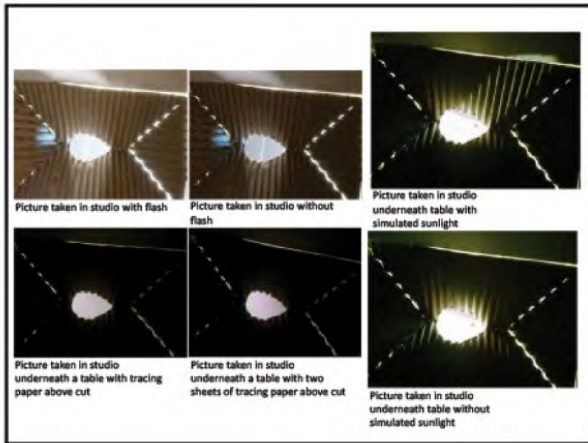 Picture taken in studio with flash
Picture taken in studio without
flash
Picture taken in studio
underneath table with
simulated sunlight
Picture taken in studio
underneath a table with tracing
paper above cut
Picture taken in studio
underneath a table with two
sheets of tracing paper above cut
Picture taken in studio
underneath table without
simulated sunlight